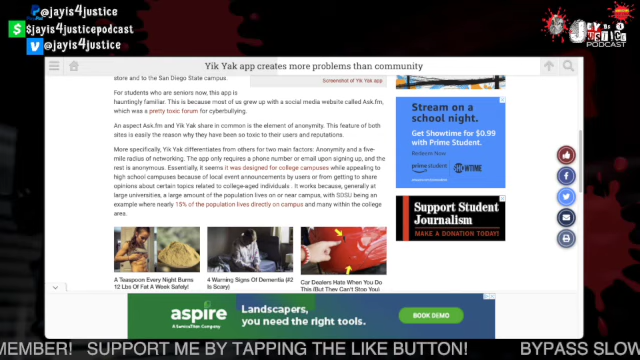 @jayis4justice
$jayis4justicepodcast
@jayis4justice
JAY IS 4
JUSTICE
PODCAST
Yik Yak app creates more problems than community
store and to the San Diego State campus.
Screenshot of Yik Yak app
For students who are seniors now, this app is
hauntingly familiar. This is because most of us grew up with a social media website called Ask.fm,
which was a pretty toxic forum for cyberbullying.
An aspect Ask.fm and Yik Yak share in common is the element of anonymity. This feature of both
sites is easily the reason why they have been so toxic to their users and reputations.
More specifically, Yik Yak differentiates from others for two main factors: Anonymity and a five-
mile radius of networking. The app only requires a phone number or email upon signing up, and the
rest is anonymous. Essentially, it seems it was designed for college campuses while appealing to
high school campuses because of local event announcements by users or from getting to share
opinions about certain topics related to college-aged individuals . It works because, generally at
large universities, a large amount of the population lives on or near campus, with SDSU being an
example where nearly 15% of the population lives directly on campus and many within the college
area.
Stream on a
school night.
Get Showtime for $0.99
with Prime Student.
Redeem Now
prime student
SHOWTIME
Support Student
Journalism
MAKE A DONATION TODAY!
A Teaspoon Every Night Burns
12 Lbs Of Fat A Week Safely!
4 Warning Signs Of Dementia (#2
Is Scary)
Car Dealers Hate When You Do
This (But They Can't Stop You)
aspire
A ServiceTitan Company
Landscapers,
you need the right tools.
BOOK DEMO
MEMBER! SUPPORT ME BY TAPPING THE LIKE BUTTON! BYPASS SLOW